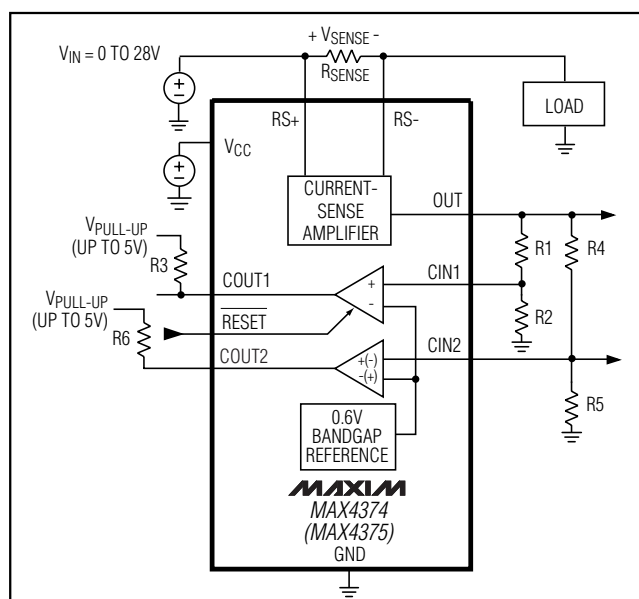 + VSENSE -
VIN = 0 TO 28V
RSENSE
LOAD
RS+
RS-
VCC
CURRENT-
SENSE
AMPLIFIER
OUT
VPULL-UP
(UP TO 5V)
R3
R1
R4
COUT1
+
-
CIN1
VPULL-UP
(UP TO 5V)
R6
RESET
R2
COUT2
+(-)
-(+)
CIN2
R5
0.6V
BANDGAP
REFERENCE
MAXIM
MAX4374
(MAX4375)
GND